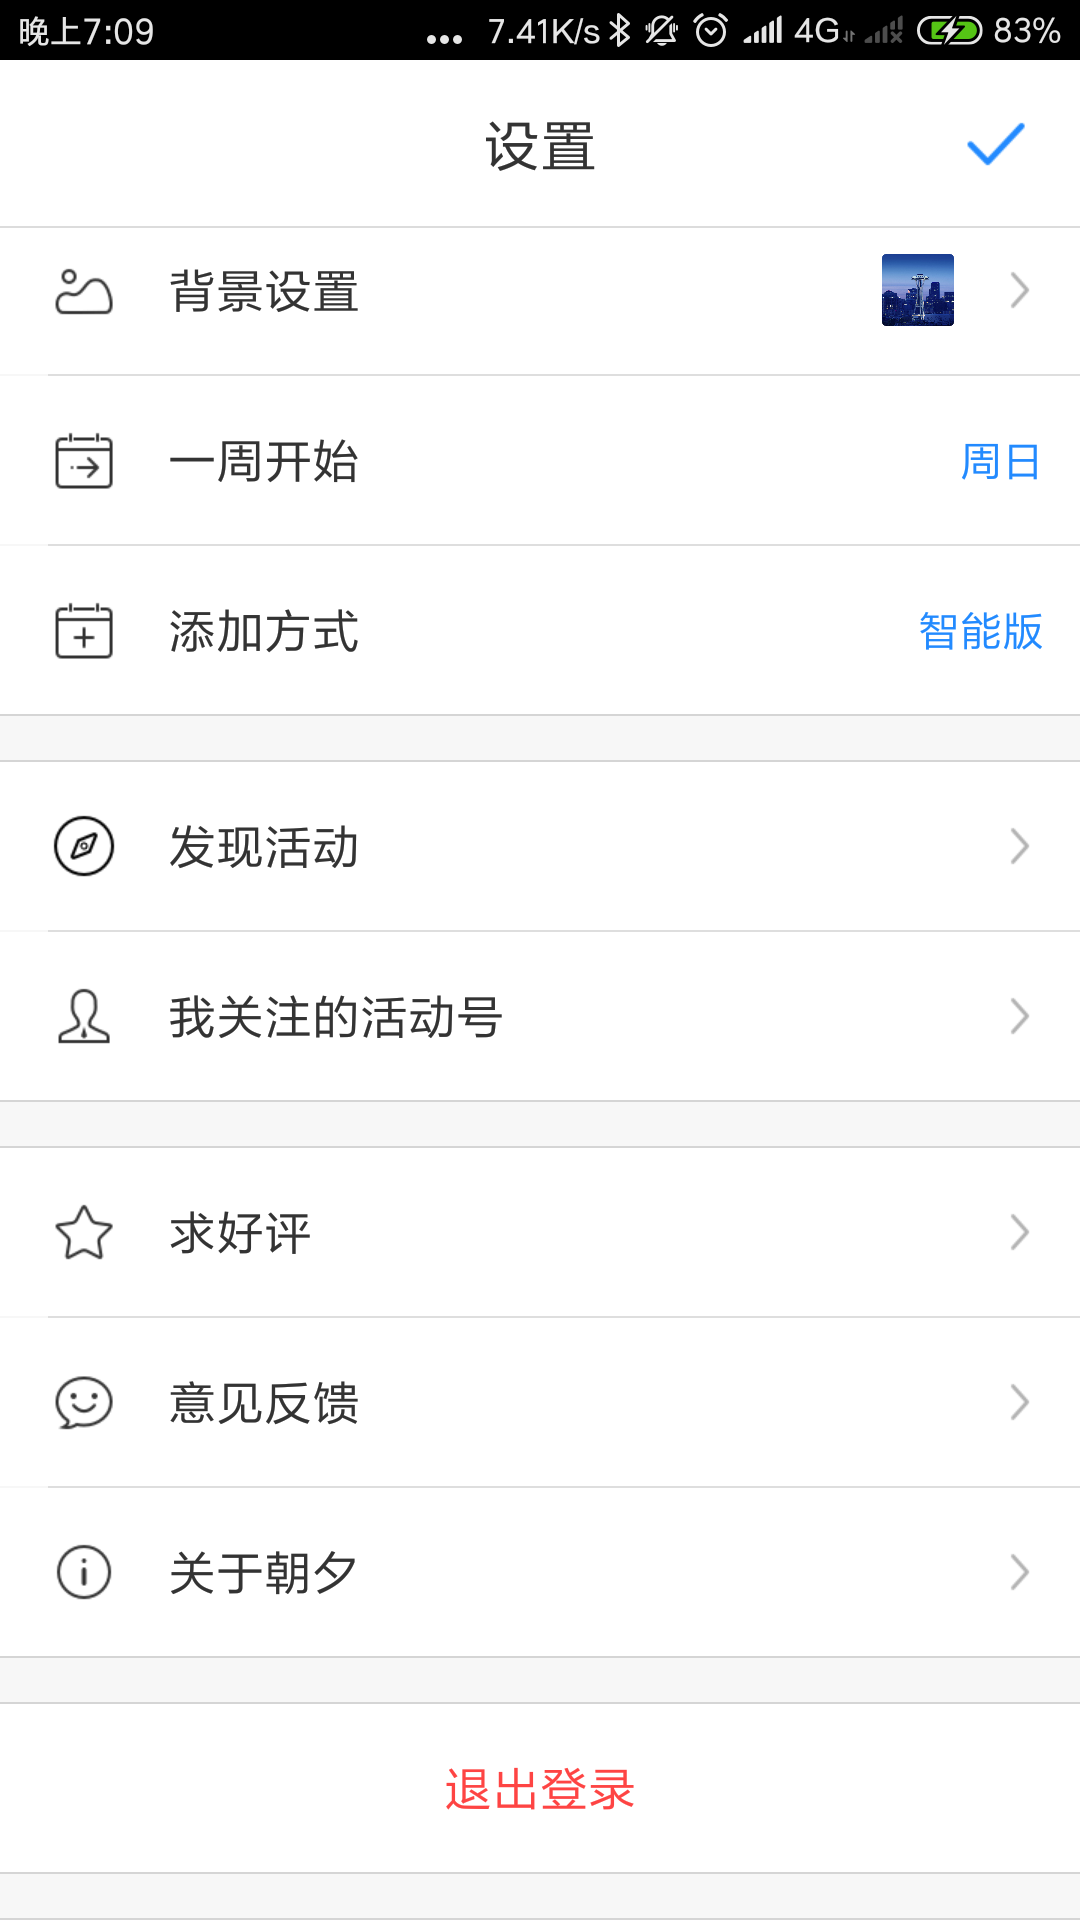 晚上7:09 ... 7.41K/s 4G 83%
设置
背景设置
一周开始 周日
添加方式 智能版
发现活动
我关注的活动号
求好评
意见反馈
关于朝夕
退出登录